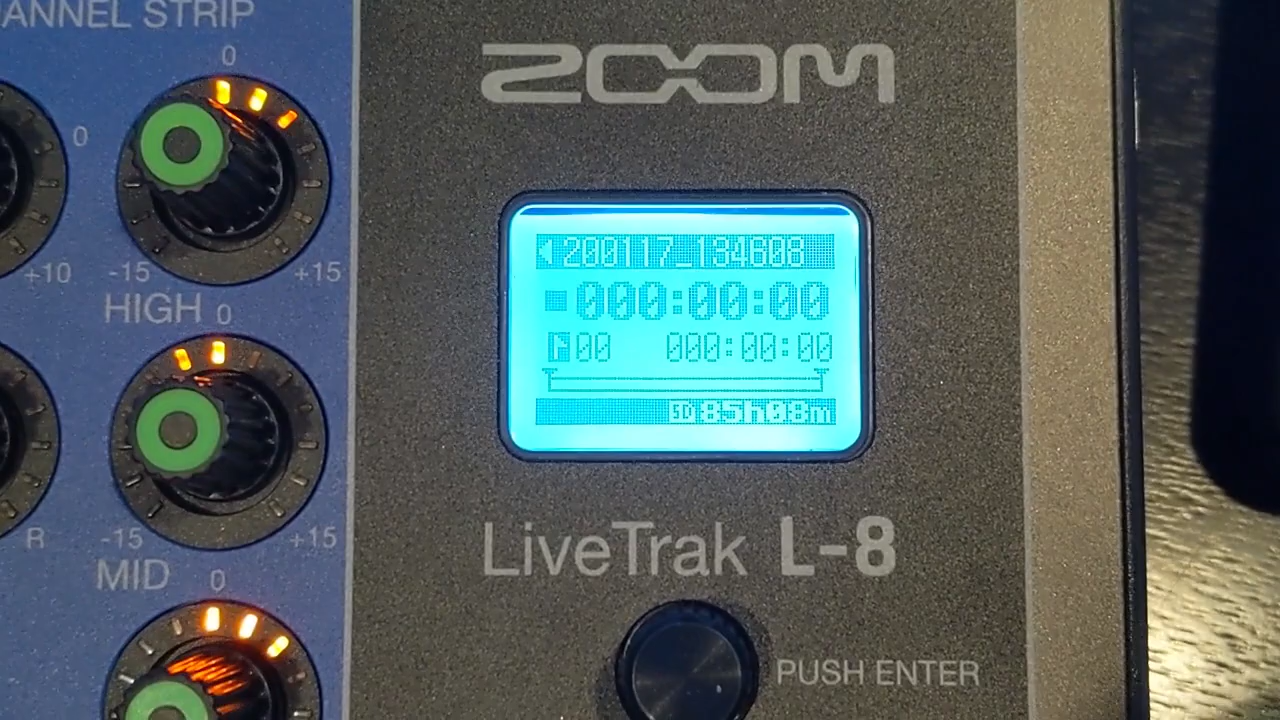 CHANNEL STRIP
ZOOM
0
0
+10
-15
+15
HIGH
0
200117_134608
000:00:00
P 00
000:00:00
SD 85h08m
R
-15
+15
MID
0
LiveTrak L-8
PUSH ENTER